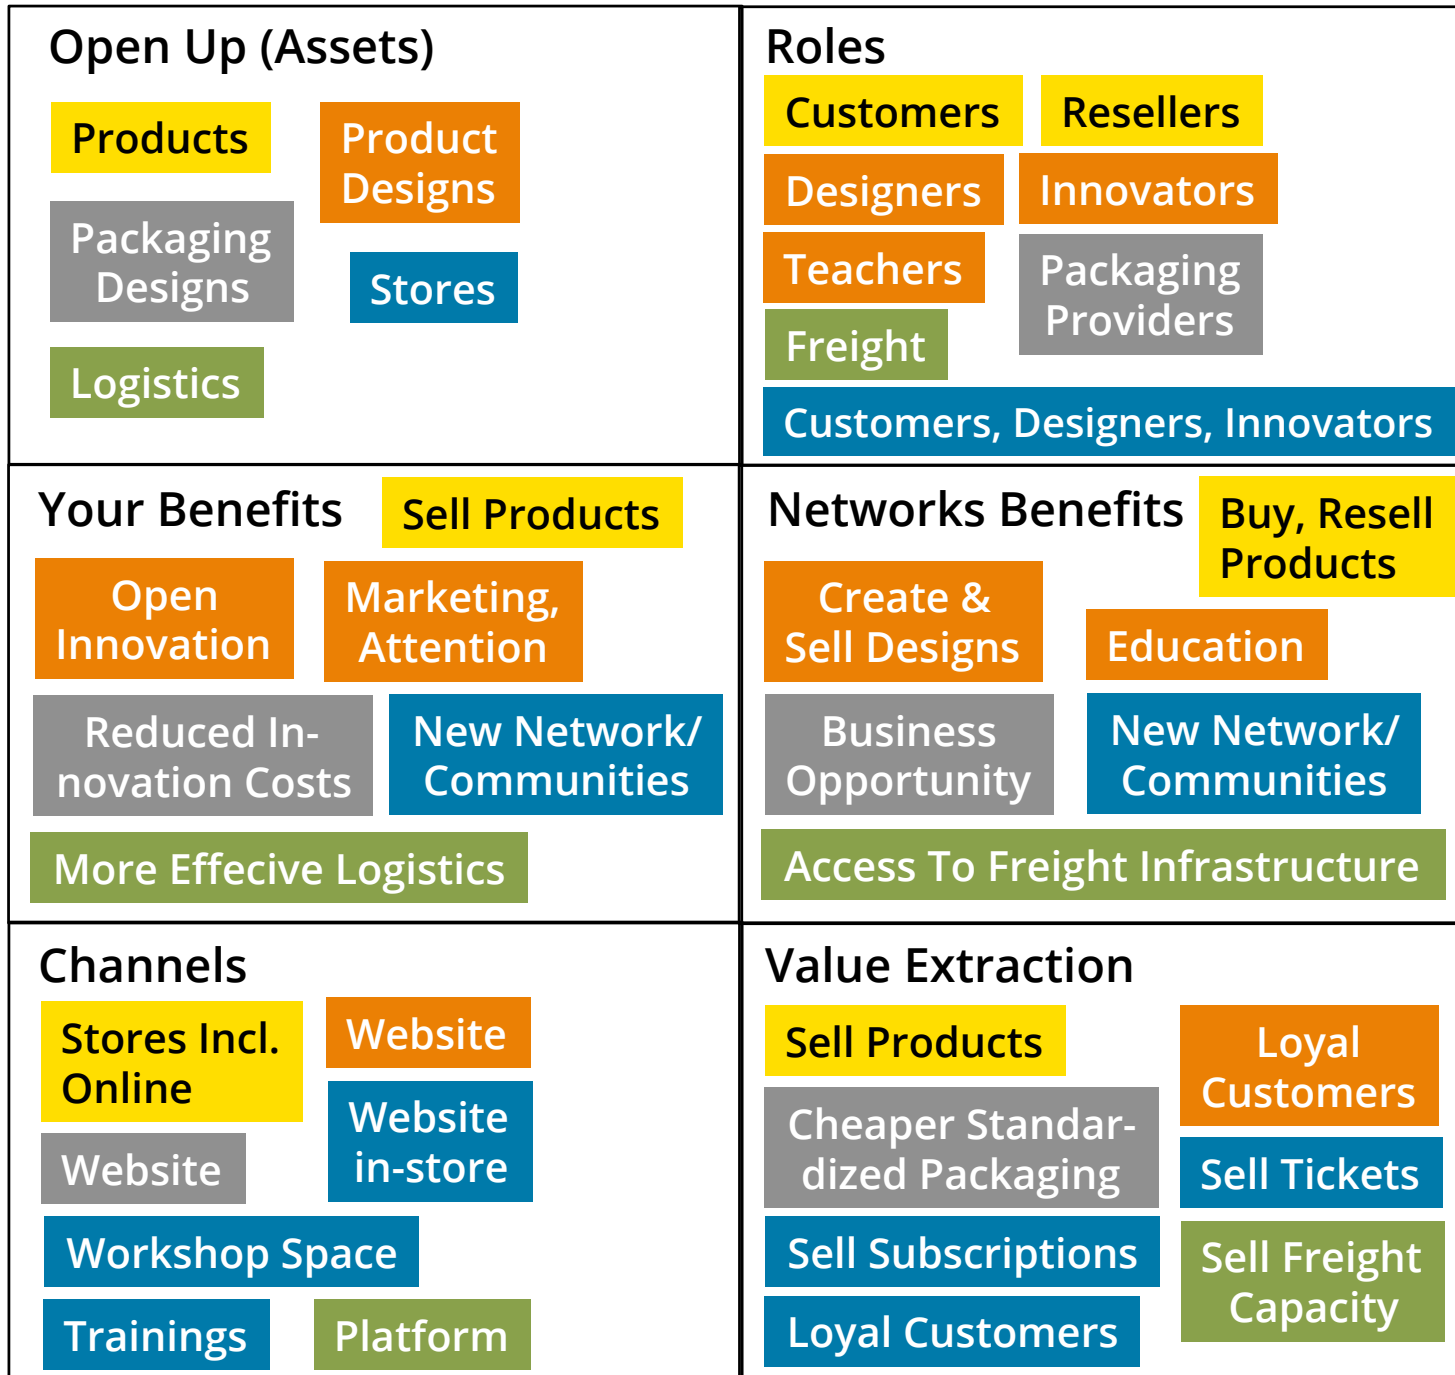 Open Up (Assets)
Products
Product
Designs
Packaging
Designs
Stores
Logistics
Roles
Customers
Resellers
Designers
Innovators
Teachers
Packaging
Providers
Freight
Customers, Designers, Innovators
Your Benefits
Sell Products
Open
Innovation
Marketing,
Attention
Reduced In-
novation Costs
New Network/
Communities
More Effecive Logistics
Networks Benefits
Buy, Resell
Products
Create &
Sell Designs
Education
Business
Opportunity
New Network/
Communities
Access To Freight Infrastructure
Channels
Stores Incl.
Online
Website
Website
in-store
Website
Workshop Space
Trainings
Platform
Value Extraction
Sell Products
Loyal
Customers
Cheaper Standar-
dized Packaging
Sell Tickets
Sell Subscriptions
Sell Freight
Capacity
Loyal Customers